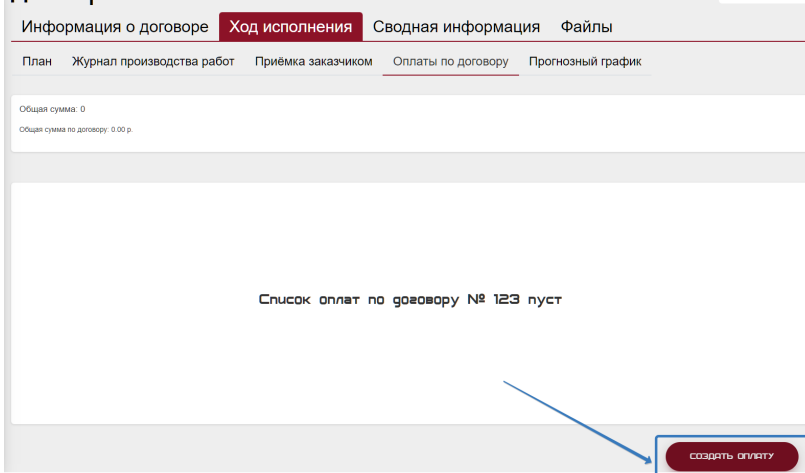 Информация о договоре Ход исполнения Сводная информация Файлы
План Журнал производства работ Приёмка заказчиком Оплаты по договору Прогнозный график
Общая сумма: 0
Общая сумма по договору: 0.00 р.
Список оплат по договору № 123 пуст
СОЗДАТЬ ОПЛАТУ